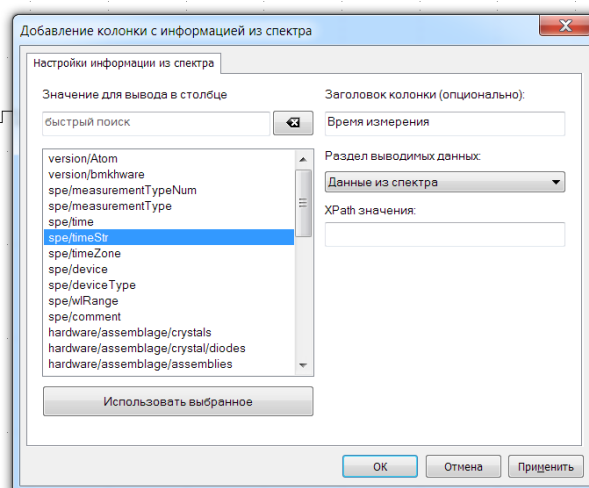 Добавление колонки с информацией из спектра
Настройки информации из спектра
Значение для вывода в столбце
быстрый поиск
version/Atom
version/bmkhware
spe/measurementTypeNum
spe/measurementType
spe/time
spe/timeStr
spe/timeZone
spe/device
spe/deviceType
spe/wlRange
spe/comment
hardware/assemblage/crystals
hardware/assemblage/crystal/diodes
hardware/assemblage/assemblies
Использовать выбранное
Заголовок колонки (опционально):
Время измерения
Раздел выводимых данных:
Данные из спектра
XPath значения:
OK
Отмена
Применить